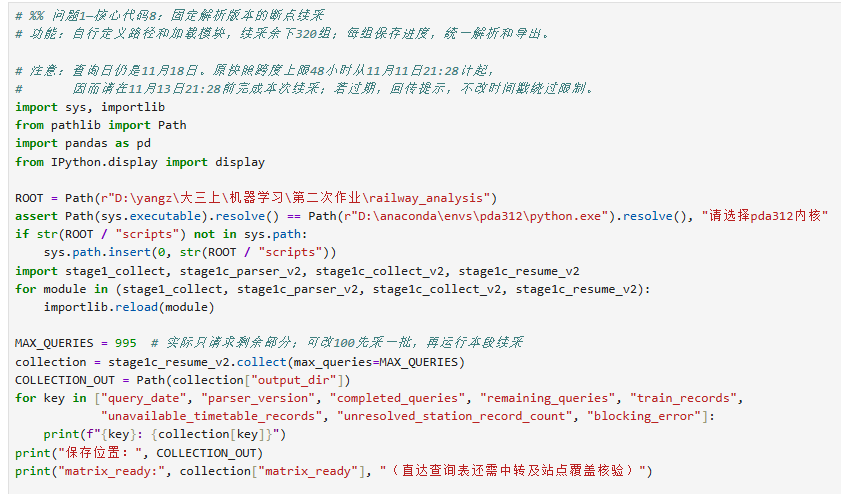 # %% 问题1—核心代码8：固定解析版本的断点续采
# 功能：自行定义路径和加载模块，续采余下320组；每组保存进度，统一解析和导出。
# 注意：查询日仍是11月18日。原快照跨度上限48小时从11月11日21:28计起，
#      因而请在11月13日21:28前完成本次续采；若过期，回传提示，不改时间戳绕过限制。
import sys, importlib
from pathlib import Path
import pandas as pd
from IPython.display import display
ROOT = Path(r"D:\yangz\大三上\机器学习\第二次作业\railway_analysis")
assert Path(sys.executable).resolve() == Path(r"D:\anaconda\envs\pda312\python.exe").resolve(), "请选择pda312内核"
if str(ROOT / "scripts") not in sys.path:
    sys.path.insert(0, str(ROOT / "scripts"))
import stage1_collect, stage1c_parser_v2, stage1c_collect_v2, stage1c_resume_v2
for module in (stage1_collect, stage1c_parser_v2, stage1c_collect_v2, stage1c_resume_v2):
    importlib.reload(module)
MAX_QUERIES = 995  # 实际只请求剩余部分；可改100先采一批，再运行本段续采
collection = stage1c_resume_v2.collect(max_queries=MAX_QUERIES)
COLLECTION_OUT = Path(collection["output_dir"])
for key in ["query_date", "parser_version", "completed_queries", "remaining_queries", "train_records",
            "unavailable_timetable_records", "unresolved_station_record_count", "blocking_error"]:
    print(f"{key}: {collection[key]}")
print("保存位置：", COLLECTION_OUT)
print("matrix_ready:", collection["matrix_ready"], "（直达查询表还需中转及站点覆盖核验）")